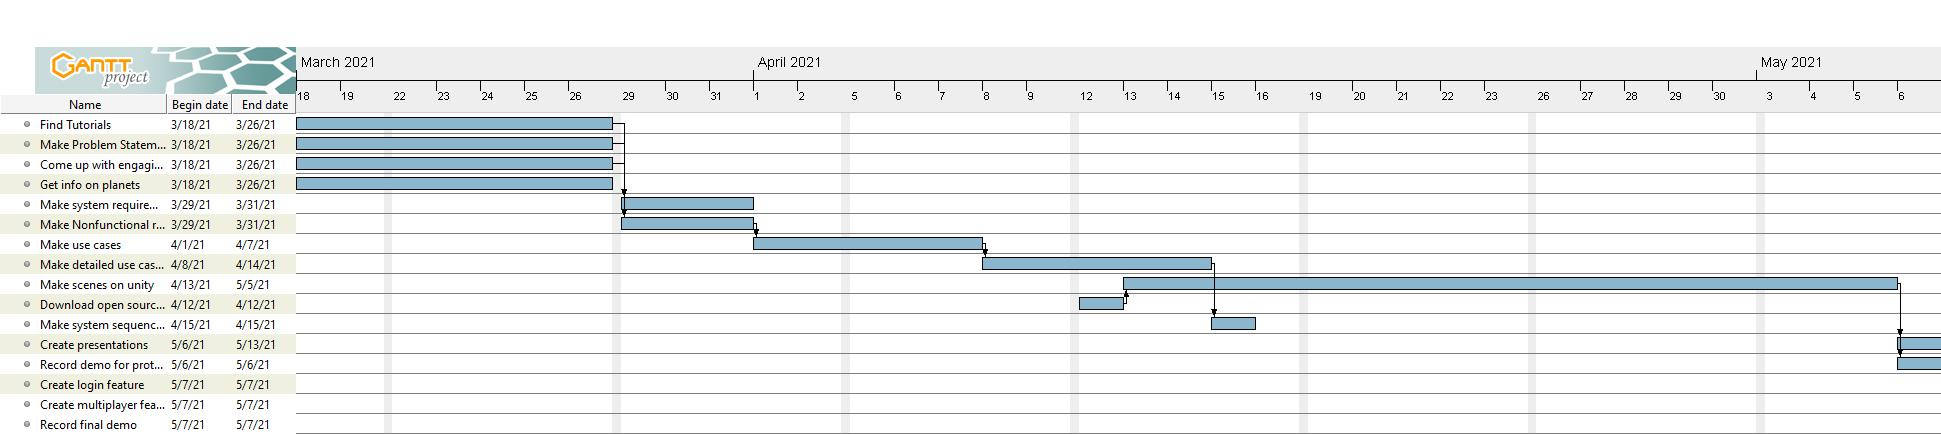 GANTT
project
March 2021 April 2021 May 2021
18 19 22 23 24 25 26 29 30 31 1 2 5 6 7 8 9 12 13 14 15 16 19 20 21 22 23 26 27 28 29 30 3 4 5 6
Name Begin date End date
Find Tutorials 3/18/21 3/26/21
Make Problem Statem... 3/18/21 3/26/21
Come up with engagi... 3/18/21 3/26/21
Get info on planets 3/18/21 3/26/21
Make system require... 3/29/21 3/31/21
Make Nonfunctional r... 3/29/21 3/31/21
Make use cases 4/1/21 4/7/21
Make detailed use cas... 4/8/21 4/14/21
Make scenes on unity 4/13/21 5/5/21
Download open sourc... 4/12/21 4/12/21
Make system sequenc... 4/15/21 4/15/21
Create presentations 5/6/21 5/13/21
Record demo for prot... 5/6/21 5/6/21
Create login feature 5/7/21 5/7/21
Create multiplayer fea... 5/7/21 5/7/21
Record final demo 5/7/21 5/7/21